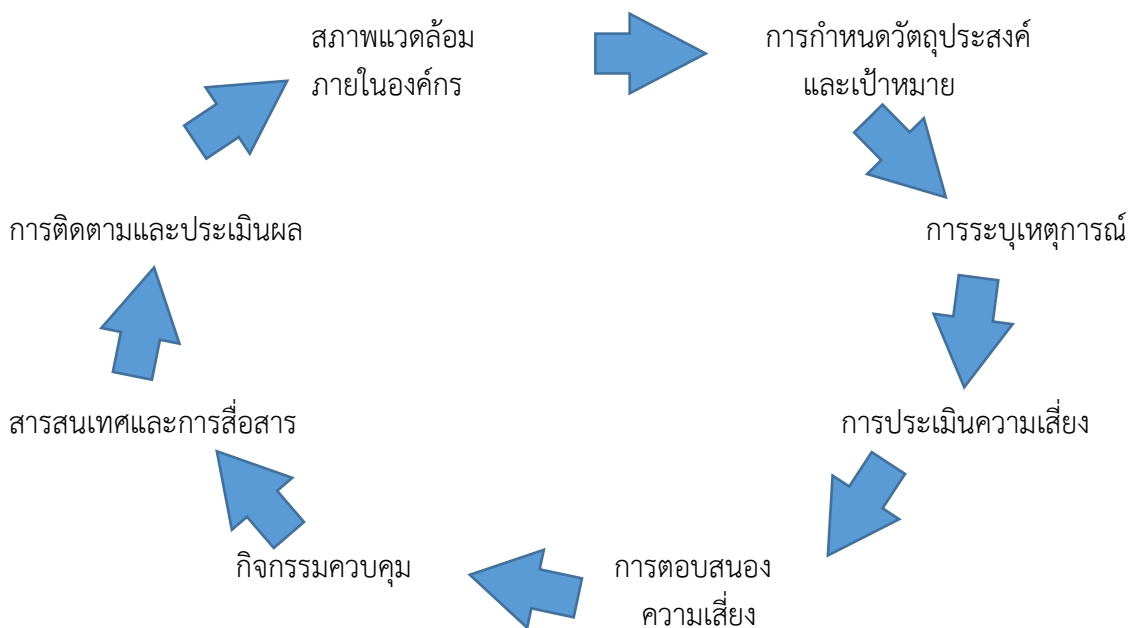 สภาพแวดล้อม
ภายในองค์กร
การกำหนดวัตถุประสงค์
และเป้าหมาย
การระบุเหตุการณ์
การประเมินความเสี่ยง
การตอบสนอง
ความเสี่ยง
กิจกรรมควบคุม
สารสนเทศและการสื่อสาร
การติดตามและประเมินผล